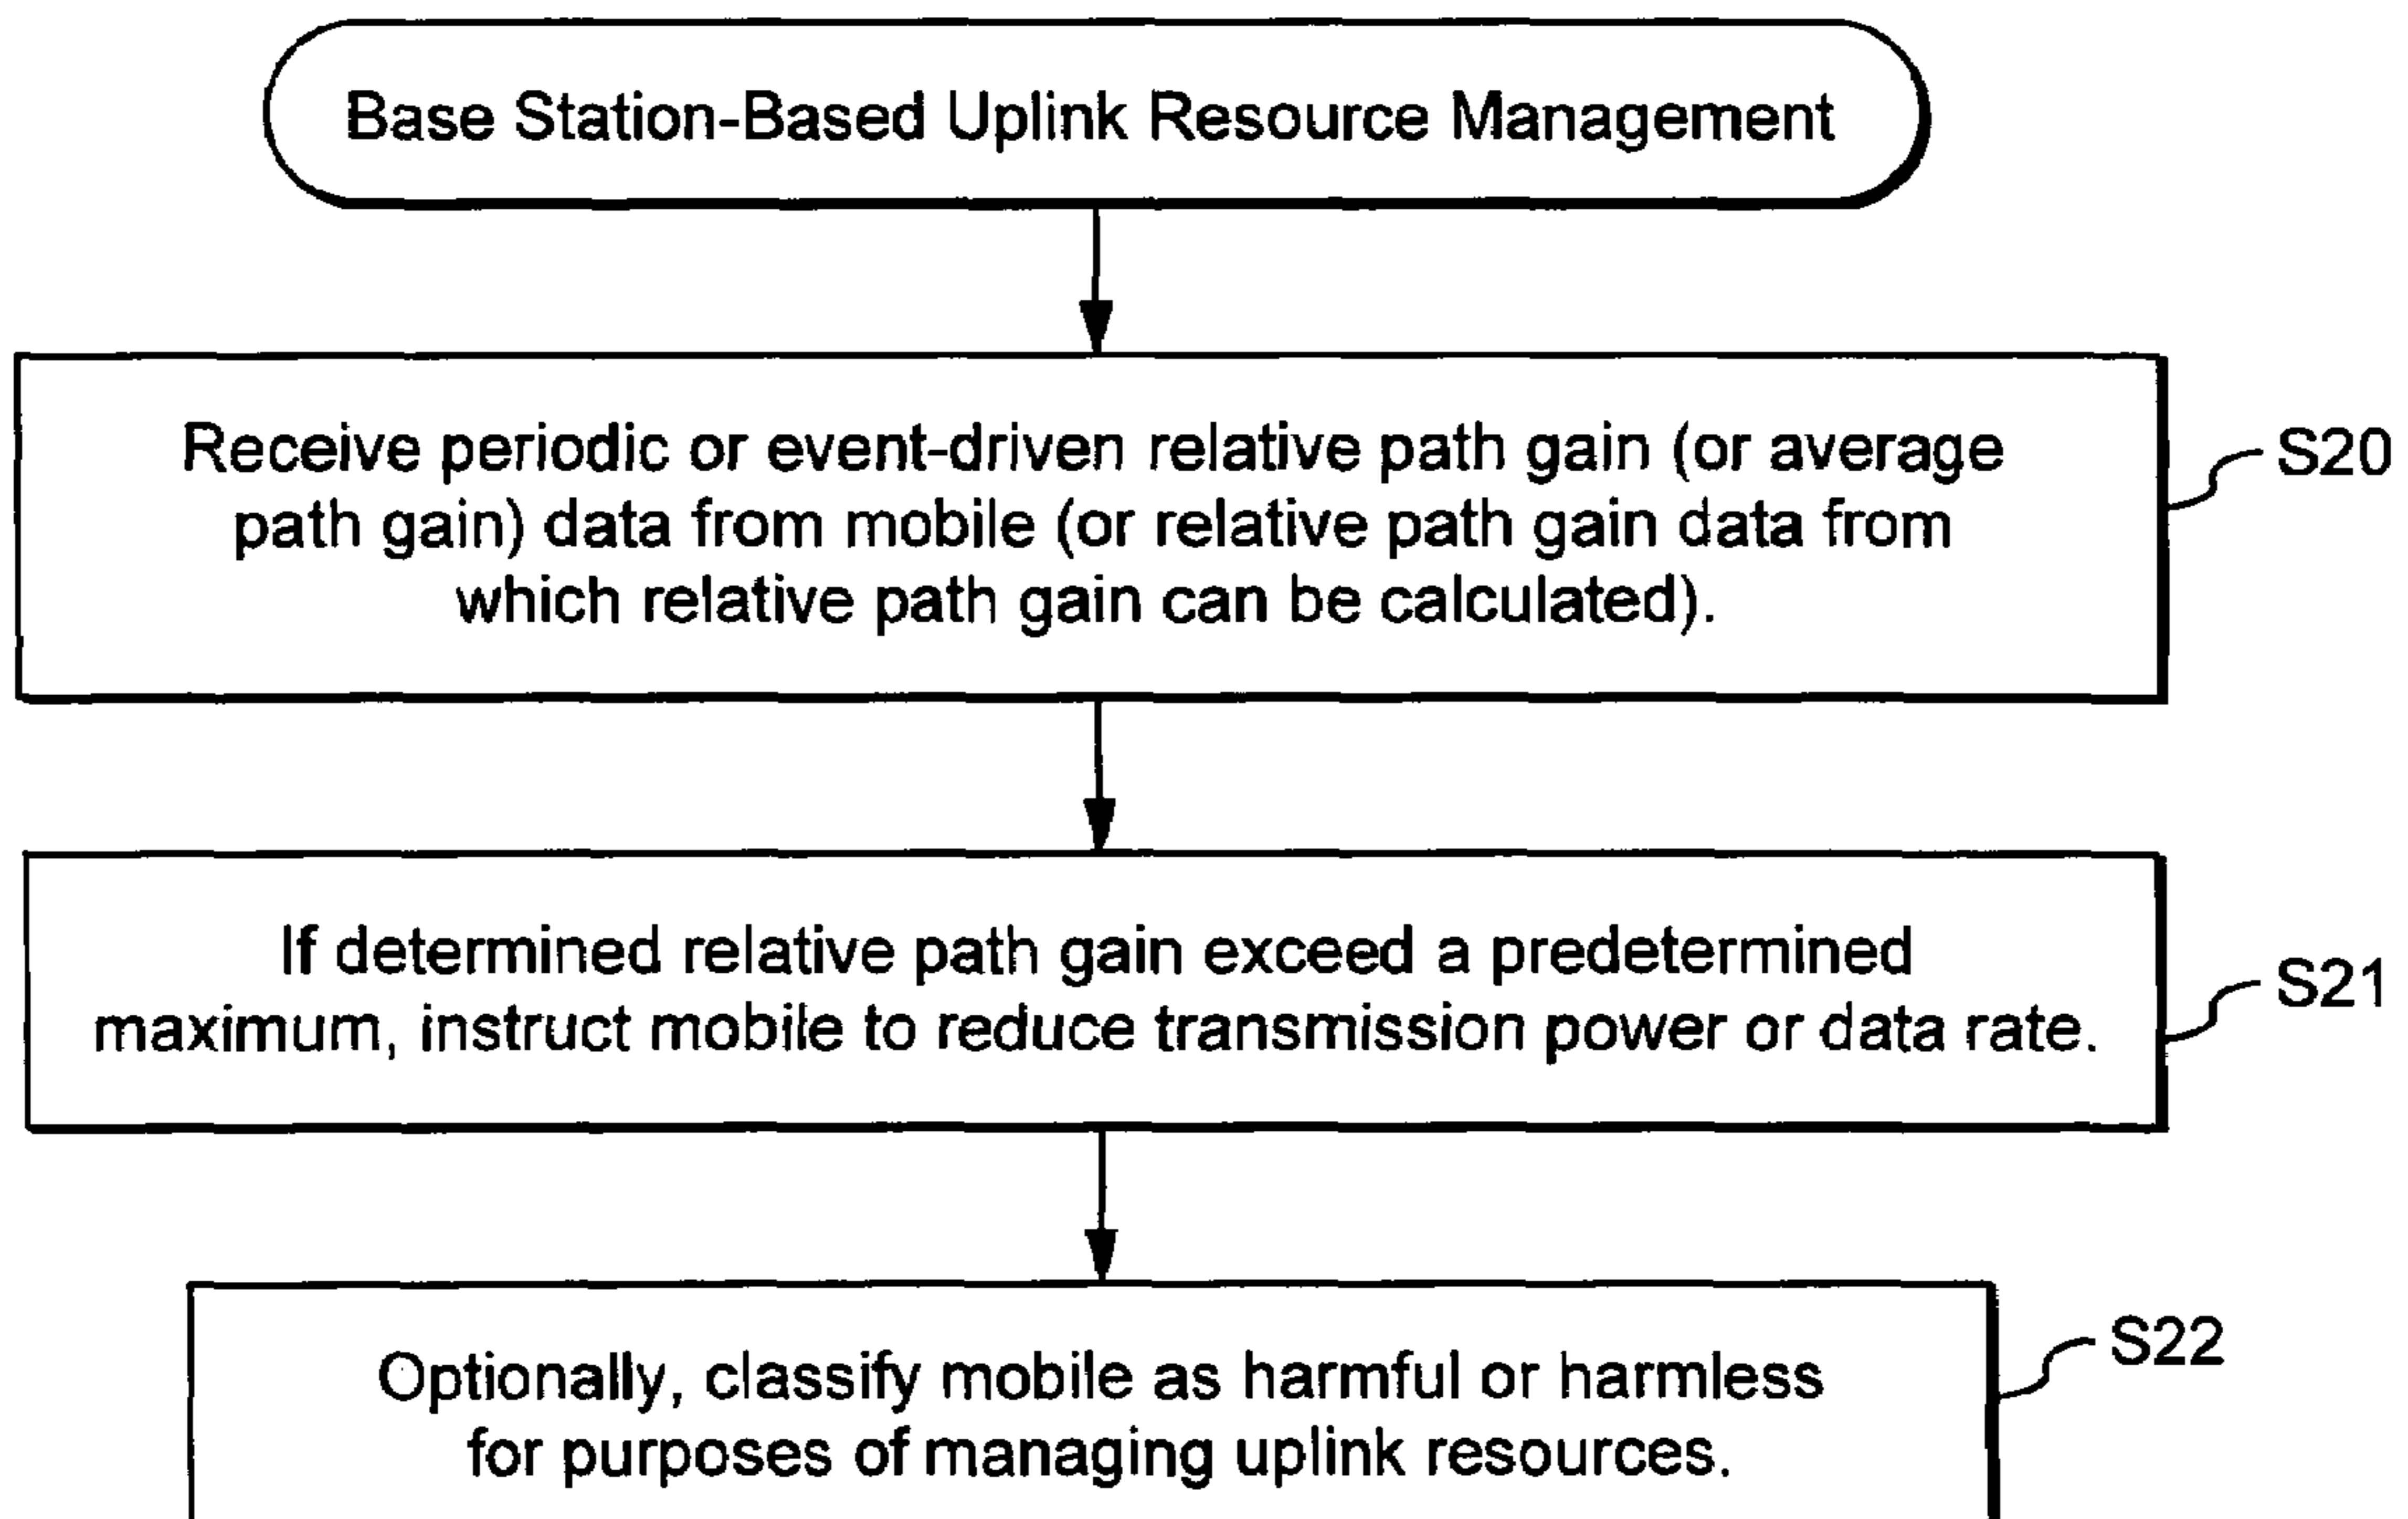 Base Station-Based Uplink Resource Management
Receive periodic or event-driven relative path gain (or average
path gain) data from mobile (or relative path gain data from
which relative path gain can be calculated).
S20
If determined relative path gain exceed a predetermined
maximum, instruct mobile to reduce transmission power or data rate.
S21
Optionally, classify mobile as harmful or harmless
for purposes of managing uplink resources.
S22